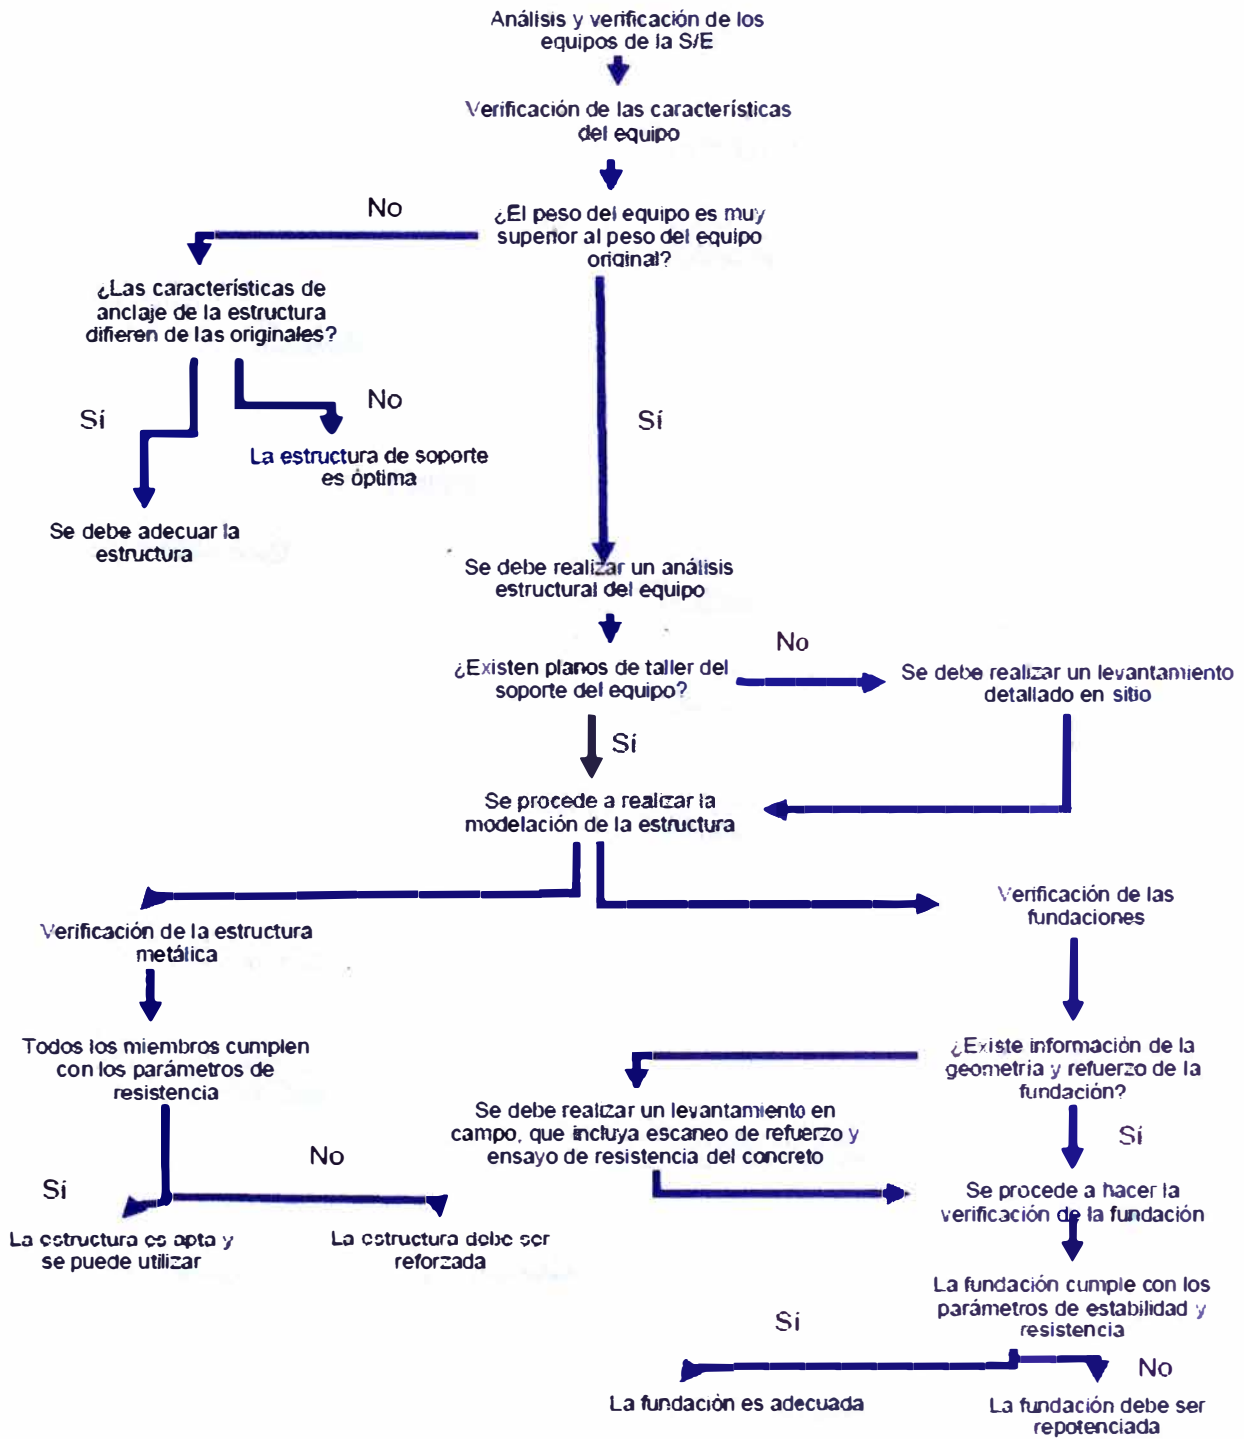 Análisis y verificación de los
equipos de la S/E
Verificación de las características
del equipo
No
¿El peso del equipo es muy
superior al peso del equipo
original?
¿Las características de
anclaje de la estructura
difieren de las originales?
Sí
No
Sí
La estructura de soporte
es óptima
Se debe adecuar la
estructura
Se debe realizar un análisis
estructural del equipo
No
¿Existen planos de taller del
soporte del equipo?
Se debe realizar un levantamiento
detallado en sitio
Sí
Se procede a realizar la
modelación de la estructura
Verificación de las
fundaciones
Verificación de la estructura
metálica
Todos los miembros cumplen
con los parámetros de
resistencia
¿Existe información de la
geometría y refuerzo de la
fundación?
Se debe realizar un levantamiento en
campo, que incluya escaneo de refuerzo y
ensayo de resistencia del concreto
Sí
No
Sí
Se procede a hacer la
verificación de la fundación
La estructura es apta y
se puede utilizar
La estructura debe ser
reforzada
La fundación cumple con los
parámetros de estabilidad y
resistencia
Sí
No
La fundación es adecuada
La fundación debe ser
repotenciada